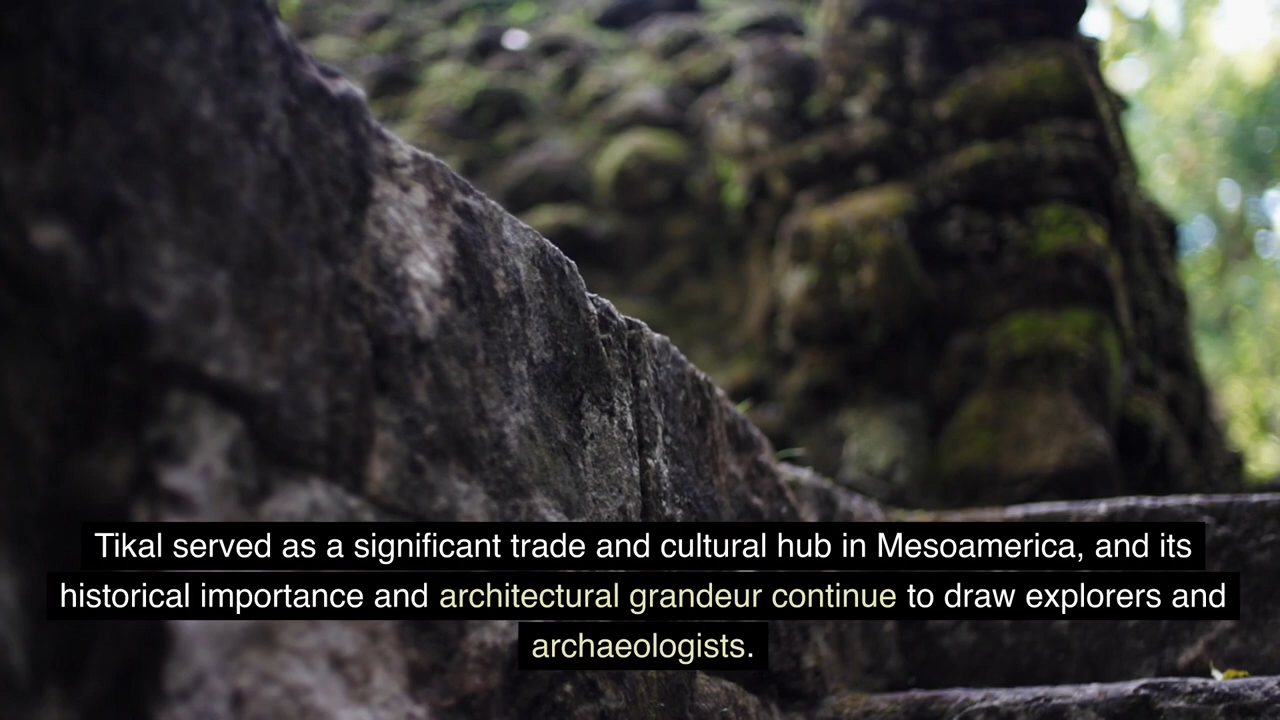 Tikal served as a significant trade and cultural hub in Mesoamerica, and its
historical importance and architectural grandeur continue to draw explorers and
archaeologists.